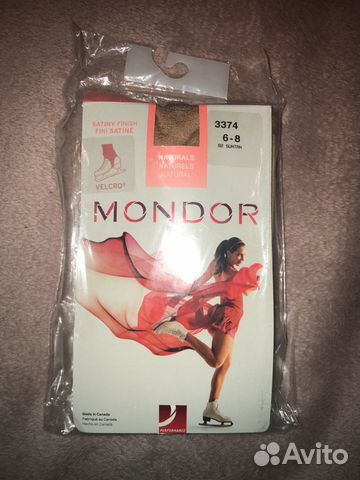 SATINY FINISH
FINI SATINÉ
VELCRO®
3374
6-8
S2 SUNTAN
NATURALS
NATURELS
NATURAL
MONDOR
Made in Canada
Fabriqué au Canada
Hecho en Canadá
PERFORMANCE
Avito